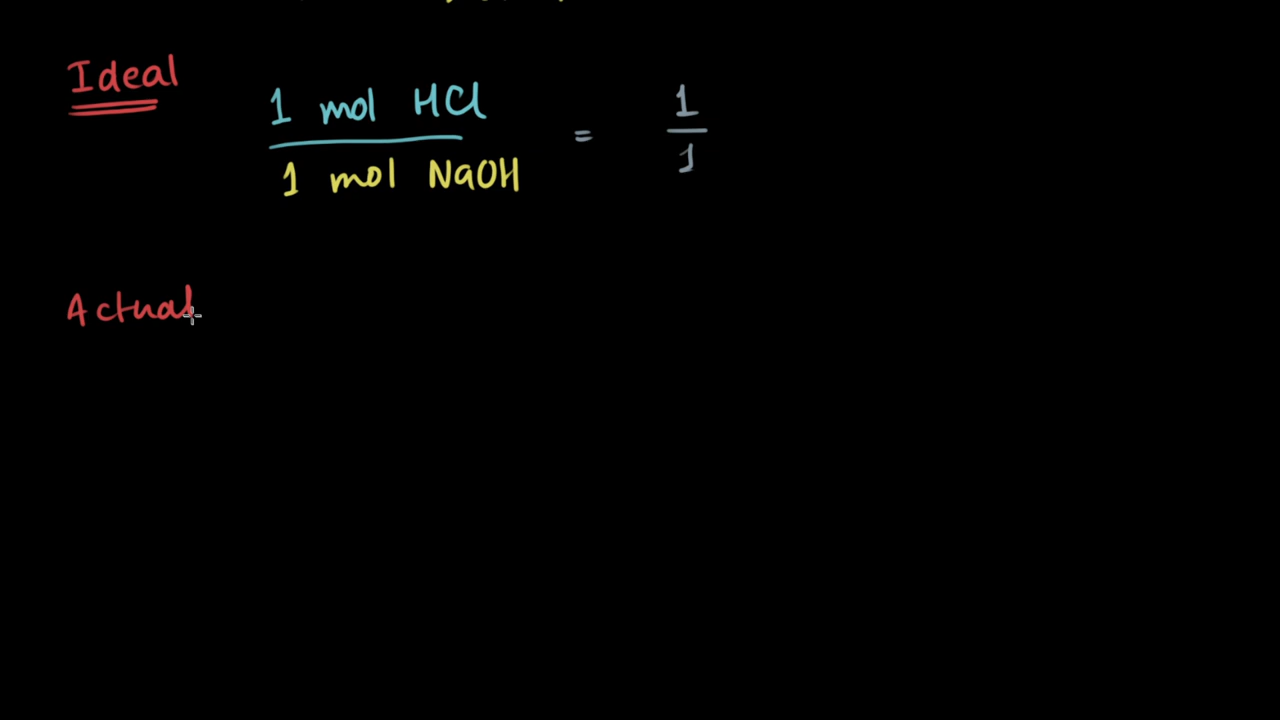 Ideal
1 mol HCl
1 mol NaOH
=
1
1
Actual